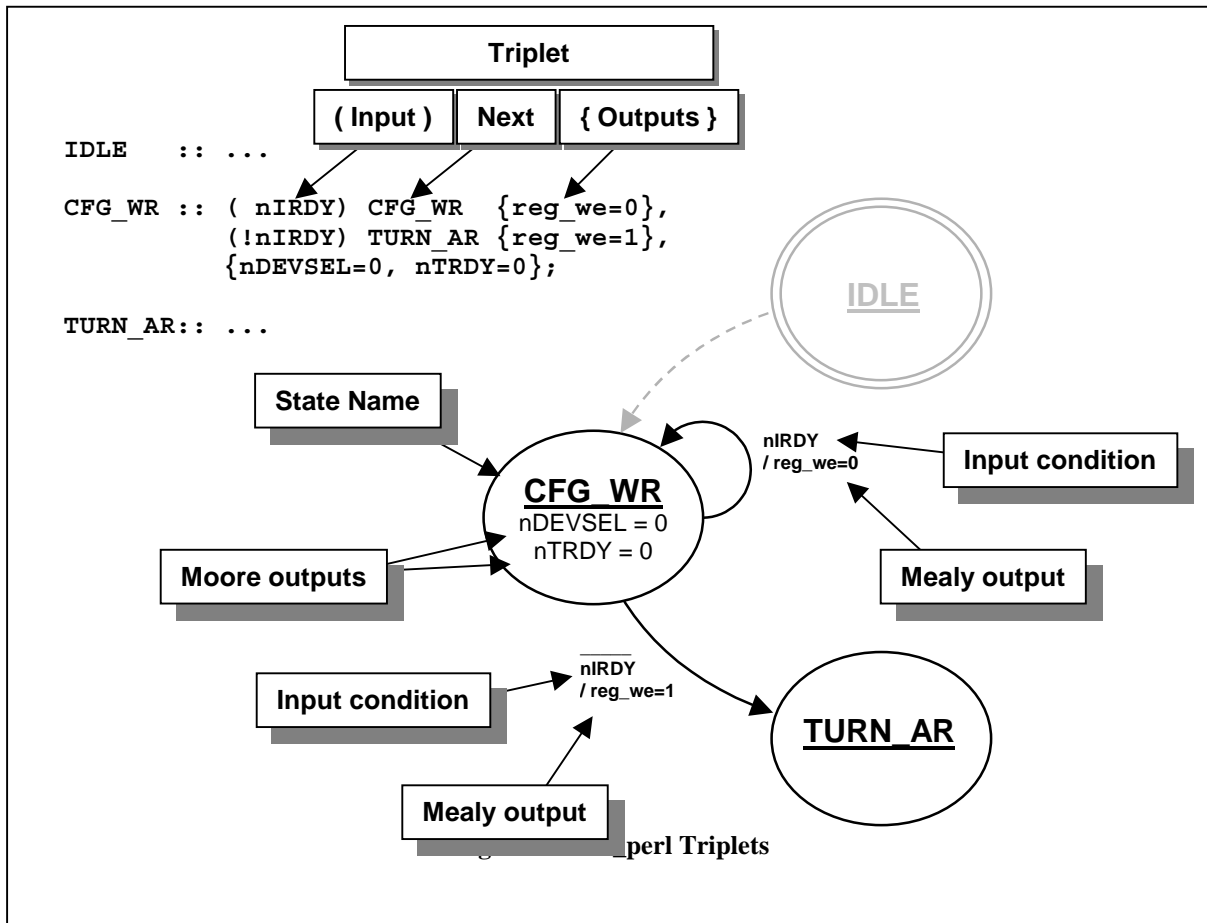 Triplet
( Input ) Next { Outputs }
IDLE :: ...
CFG_WR :: ( nIRDY) CFG_WR {reg_we=0},
(!nIRDY) TURN_AR {reg_we=1},
{nDEVSEL=0, nTRDY=0};
TURN_AR:: ...
IDLE
State Name
nIRDY
/ reg_we=0
Input condition
CFG_WR
nDEVSEL = 0
nTRDY = 0
Moore outputs
Mealy output
nIRDY
/ reg_we=1
Input condition
TURN_AR
Mealy output
_perl Triplets